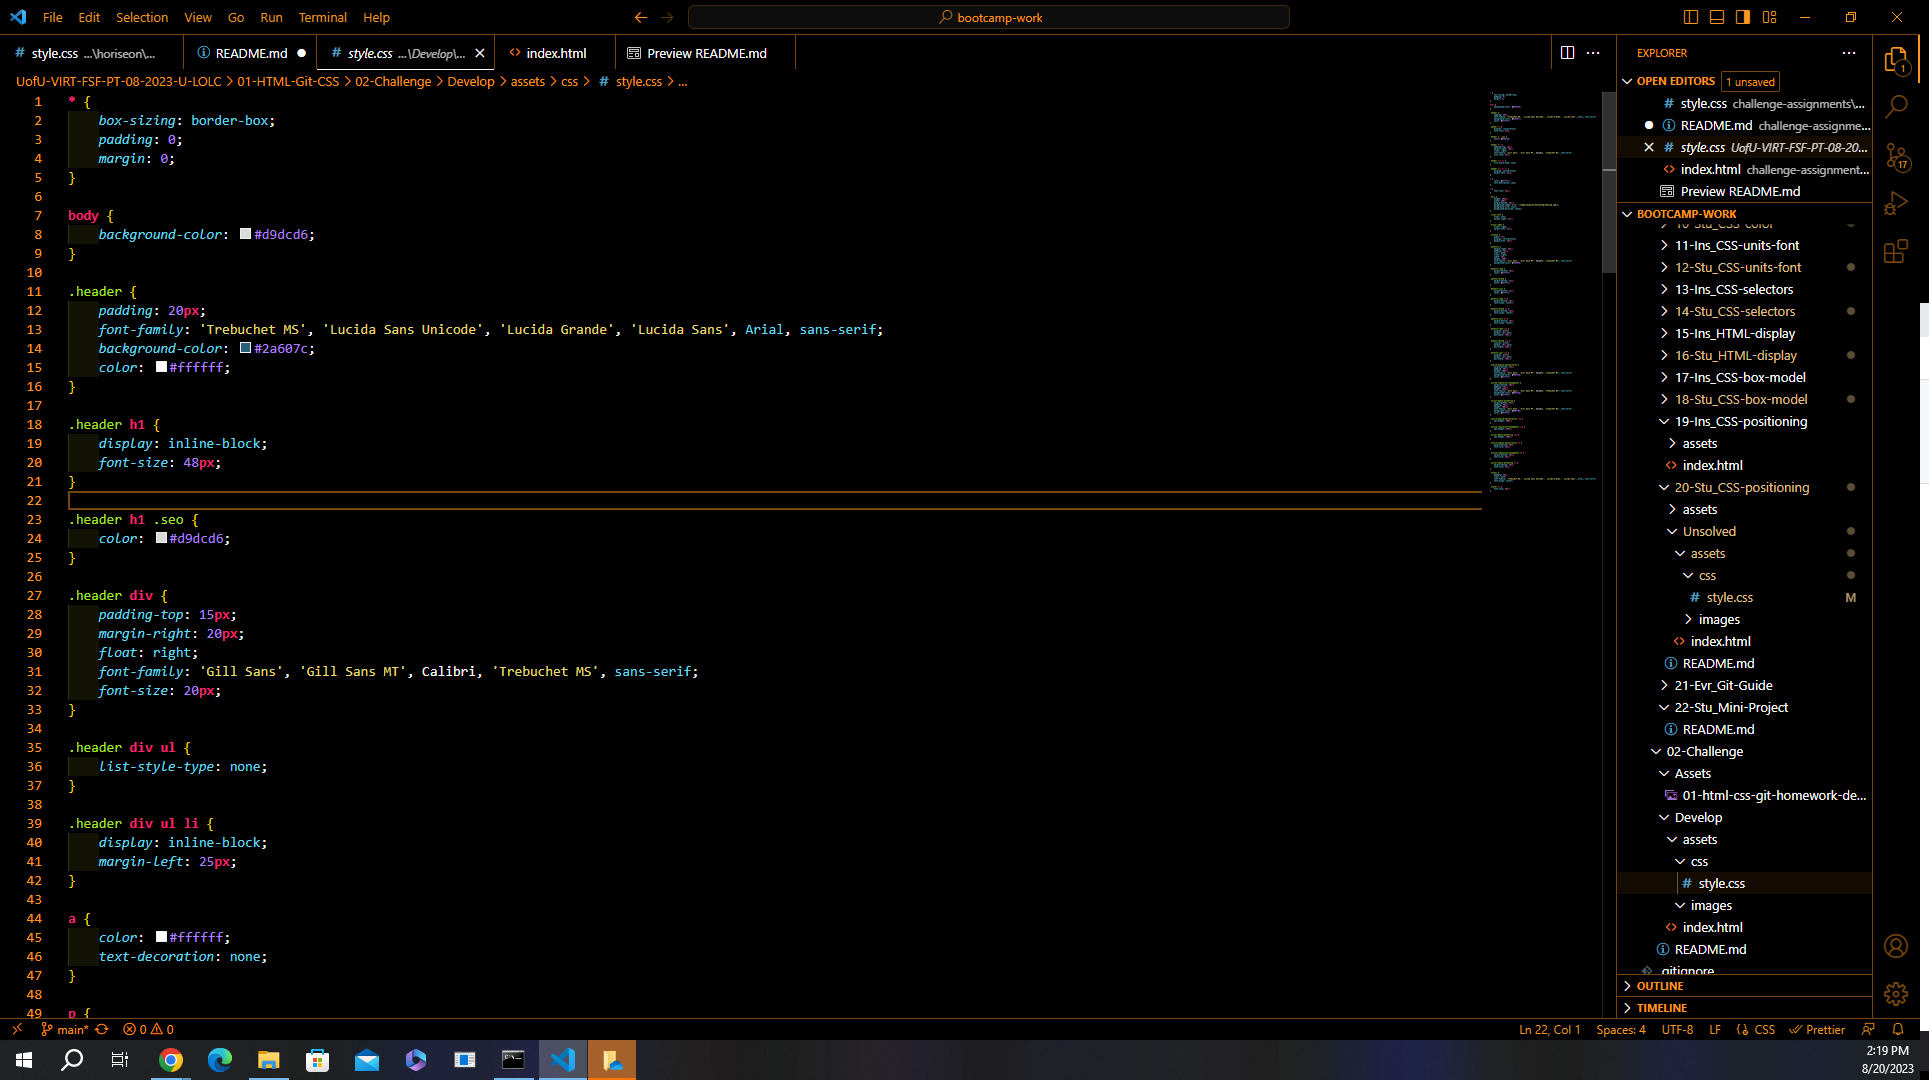 File Edit Selection View Go Run Terminal Help
bootcamp-work
style.css ...\horiseon\...
README.md
style.css ...\Develop\...
index.html
Preview README.md
UofU-VIRT-FSF-PT-08-2023-U-LOLC > 01-HTML-Git-CSS > 02-Challenge > Develop > assets > css > # style.css > ...
1 * {
2 box-sizing: border-box;
3 padding: 0;
4 margin: 0;
5 }
6
7 body {
8 background-color: #d9dcd6;
9 }
10
11 .header {
12 padding: 20px;
13 font-family: 'Trebuchet MS', 'Lucida Sans Unicode', 'Lucida Grande', 'Lucida Sans', Arial, sans-serif;
14 background-color: #2a607c;
15 color: #ffffff;
16 }
17
18 .header h1 {
19 display: inline-block;
20 font-size: 48px;
21 }
22
23 .header h1 .seo {
24 color: #d9dcd6;
25 }
26
27 .header div {
28 padding-top: 15px;
29 margin-right: 20px;
30 float: right;
31 font-family: 'Gill Sans', 'Gill Sans MT', Calibri, 'Trebuchet MS', sans-serif;
32 font-size: 20px;
33 }
34
35 .header div ul {
36 list-style-type: none;
37 }
38
39 .header div ul li {
40 display: inline-block;
41 margin-left: 25px;
42 }
43
44 a {
45 color: #ffffff;
46 text-decoration: none;
47 }
48
49 p {
EXPLORER
OPEN EDITORS 1 unsaved
# style.css challenge-assignments\...
README.md challenge-assignme...
# style.css UofU-VIRT-FSF-PT-08-20...
<> index.html challenge-assignment...
Preview README.md
BOOTCAMP-WORK
10-Stu_CSS-color
11-Ins_CSS-units-font
12-Stu_CSS-units-font
13-Ins_CSS-selectors
14-Stu_CSS-selectors
15-Ins_HTML-display
16-Stu_HTML-display
17-Ins_CSS-box-model
18-Stu_CSS-box-model
19-Ins_CSS-positioning
assets
<> index.html
20-Stu_CSS-positioning
assets
Unsolved
assets
css
# style.css M
images
<> index.html
README.md
21-Evr_Git-Guide
22-Stu_Mini-Project
README.md
02-Challenge
Assets
01-html-css-git-homework-de...
Develop
assets
css
# style.css
images
<> index.html
README.md
.gitignore
OUTLINE
TIMELINE
1
17
main* 0 0
Ln 22, Col 1 Spaces: 4 UTF-8 LF CSS Prettier
2:19 PM
8/20/2023